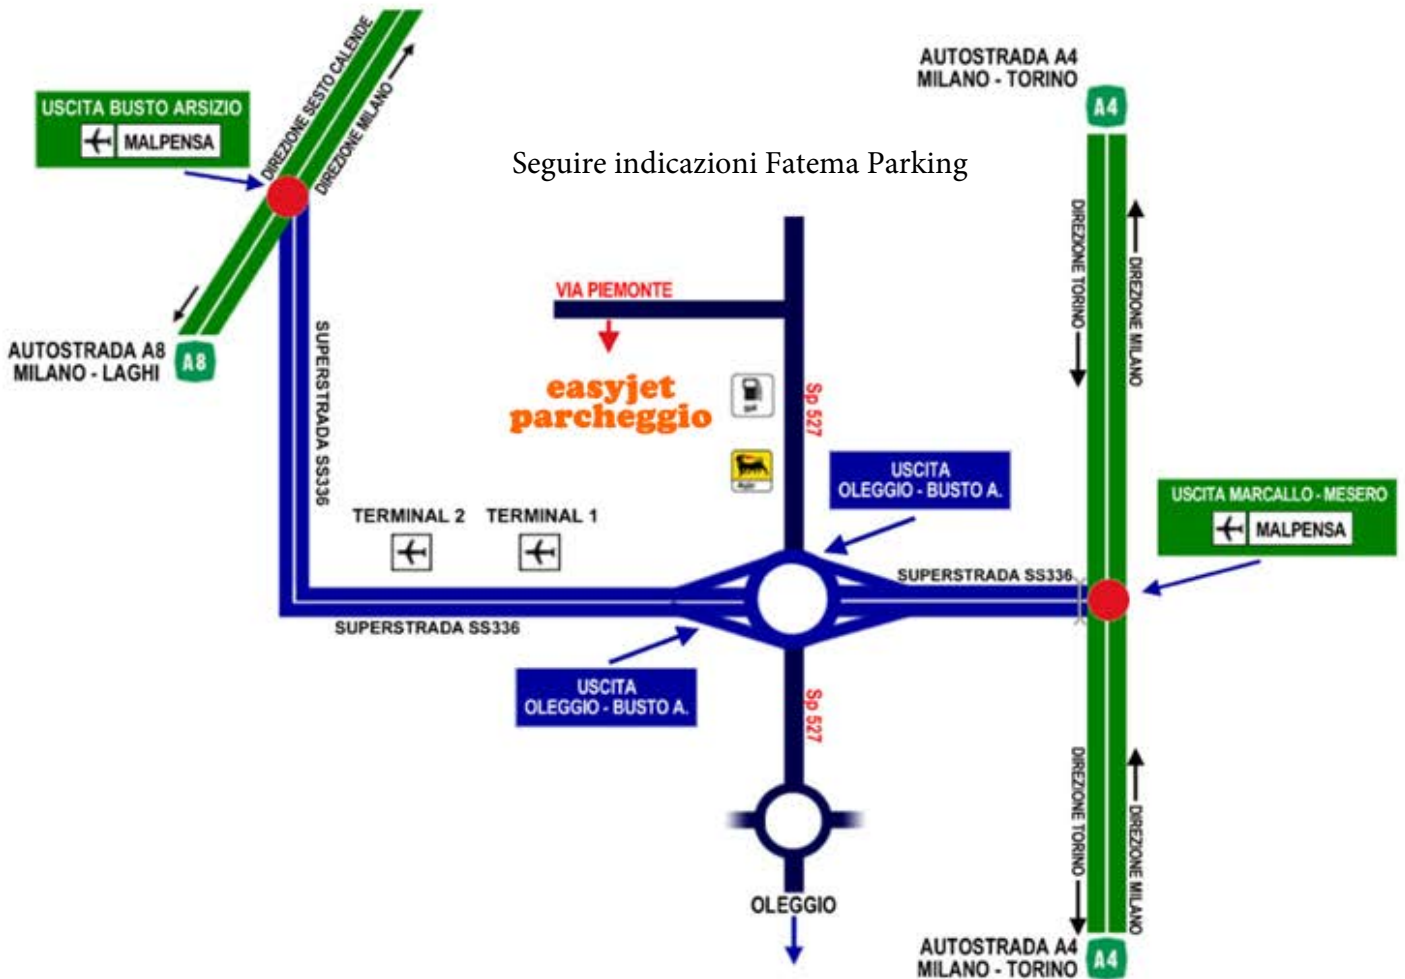 AUTOSTRADA A4
MILANO - TORINO
A4
DIREZIONE SESTO CALENDE
DIREZIONE MILANO
USCITA BUSTO ARSIZIO
MALPENSA
Seguire indicazioni Fatema Parking
DIREZIONE TORINO
DIREZIONE MILANO
VIA PIEMONTE
AUTOSTRADA A8
MILANO - LAGHI
A8
SUPERSTRADA SS336
easyjet
parcheggio
Sp 527
USCITA
OLEGGIO - BUSTO A.
USCITA MARCALLO - MESERO
MALPENSA
TERMINAL 2
TERMINAL 1
SUPERSTRADA SS336
SUPERSTRADA SS336
USCITA
OLEGGIO - BUSTO A.
Sp 527
DIREZIONE TORINO
DIREZIONE MILANO
OLEGGIO
AUTOSTRADA A4
MILANO - TORINO
A4